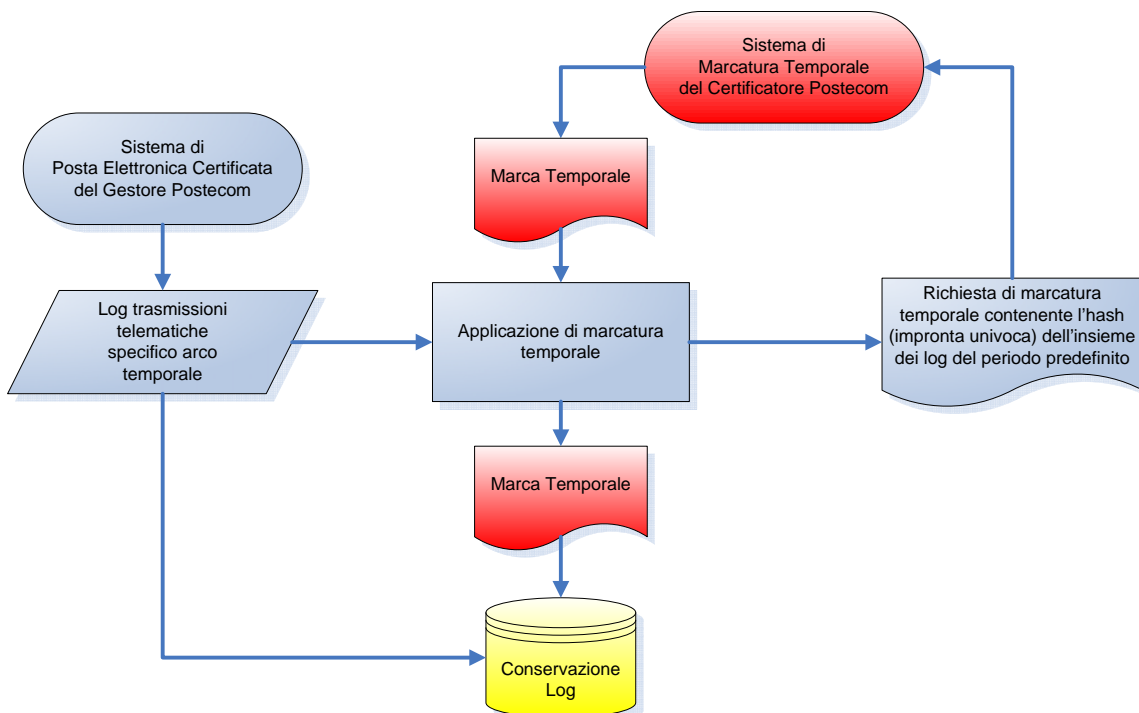 Sistema di
Marcatura Temporale
del Certificatore Postecom
Sistema di
Posta Elettronica Certificata
del Gestore Postecom
Marca Temporale
Log trasmissioni
telematiche
specifico arco
temporale
Applicazione di marcatura
temporale
Richiesta di marcatura
temporale contenente l'hash
(impronta univoca) dell'insieme
dei log del periodo predefinito
Marca Temporale
Conservazione
Log